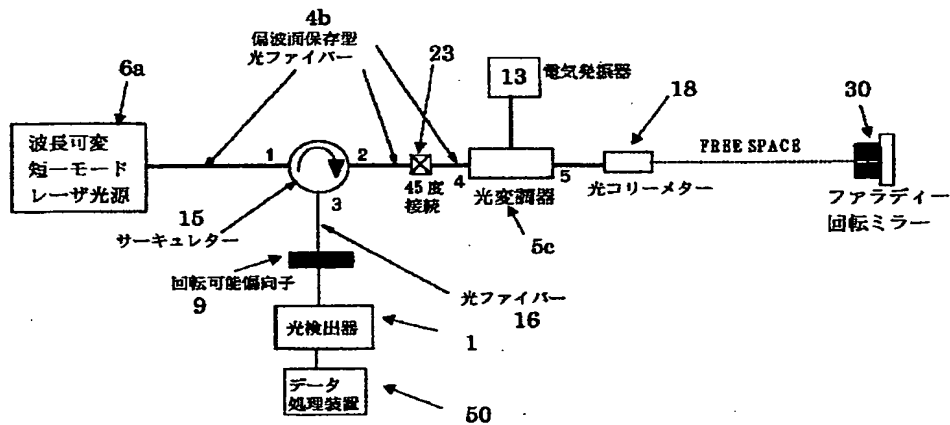 4b
偏波面保存型
光ファイバー
6a
23
13
電気発振器
18
30
波長可変
短一モード
レーザ光源
1
2
3
4
5
45度
接続
光変調器
5c
光コリーメター
FREE SPACE
ファラディー
回転ミラー
15
サーキュレター
回転可能偏向子
9
光ファイバー
16
光検出器
1
データ
処理装置
50